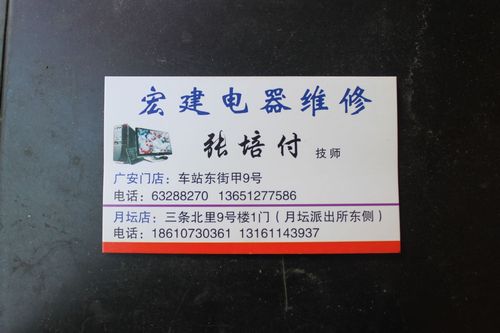 宏建电器维修
张培付 技师
广安门店：车站东街甲9号
电话：63288270 13651277586
月坛店：三条北里9号楼1门（月坛派出所东侧）
电话：18610730361 13161143937